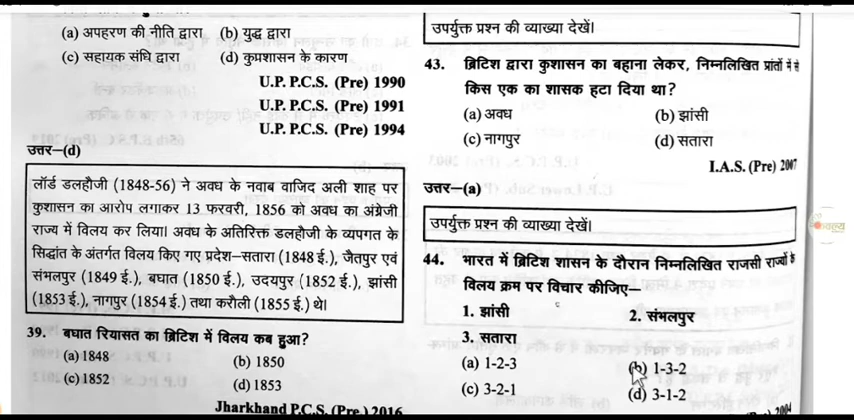 (a) अपहरण की नीति द्वारा (b) युद्ध द्वारा
(c) सहायक संधि द्वारा (d) कुप्रशासन के कारण
U.P. P.C.S. (Pre) 1990
U.P. P.C.S. (Pre) 1991
U.P. P.C.S. (Pre) 1994
उत्तर–(d)
लॉर्ड डलहौजी (1848-56) ने अवध के नवाब वाजिद अली शाह पर
कुशासन का आरोप लगाकर 13 फरवरी, 1856 को अवध का अंग्रेजी
राज्य में विलय कर लिया। अवध के अतिरिक्त डलहौजी के व्यपगत के
सिद्धांत के अंतर्गत विलय किए गए प्रदेश–सतारा (1848 ई.), जैतपुर एवं
संभलपुर (1849 ई.), बघात (1850 ई.), उदयपुर (1852 ई.), झांसी
(1853 ई.), नागपुर (1854 ई.) तथा करौली (1855 ई.) थे।
39. बघात रियासत का ब्रिटिश में विलय कब हुआ?
(a) 1848 (b) 1850
(c) 1852 (d) 1853
Jharkhand P.C.S. (Pre.) 2016
उपर्युक्त प्रश्न की व्याख्या देखें।
43. ब्रिटिश द्वारा कुशासन का बहाना लेकर, निम्नलिखित प्रांतों में से
किस एक का शासक हटा दिया था?
(a) अवध (b) झांसी
(c) नागपुर (d) सतारा
I.A.S. (Pre) 2007
उत्तर–(a)
उपर्युक्त प्रश्न की व्याख्या देखें।
44. भारत में ब्रिटिश शासन के दौरान निम्नलिखित राजसी राज्यों के
विलय क्रम पर विचार कीजिए–
1. झांसी 2. संभलपुर
3. सतारा
(a) 1-2-3 (b) 1-3-2
(c) 3-2-1 (d) 3-1-2
2004